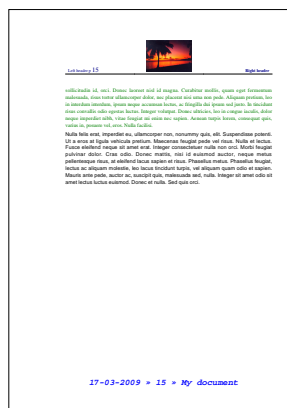 Left header p 15
Right header
sollicitudin id, orci. Donec laoreet nisl id magna. Curabitur mollis, quam eget fermentum
malesuada, risus tortor ullamcorper dolor, nec placerat nisi urna non pede. Aliquam pretium, leo
in interdum interdum, ipsum neque accumsan lectus, ac fringilla dui ipsum sed justo. In tincidunt
risus convallis odio egestas luctus. Integer volutpat. Donec ultricies, leo in congue iaculis, dolor
neque imperdiet nibh, vitae feugiat mi enim nec sapien. Aenean turpis lorem, consequat quis,
varius in, posuere vel, eros. Nulla facilisi.
Nulla felis erat, imperdiet eu, ullamcorper non, nonummy quis, elit. Suspendisse potenti.
Ut a eros at ligula vehicula pretium. Maecenas feugiat pede vel risus. Nulla et lectus.
Fusce eleifend neque sit amet erat. Integer consectetuer nulla non orci. Morbi feugiat
pulvinar dolor. Cras odio. Donec mattis, nisi id euismod auctor, neque metus
pellentesque risus, at eleifend lacus sapien et risus. Phasellus metus. Phasellus feugiat,
lectus ac aliquam molestie, leo lacus tincidunt turpis, vel aliquam quam odio et sapien.
Mauris ante pede, auctor ac, suscipit quis, malesuada sed, nulla. Integer sit amet odio sit
amet lectus luctus euismod. Donec et nulla. Sed quis orci.
17-03-2009 » 15 » My document